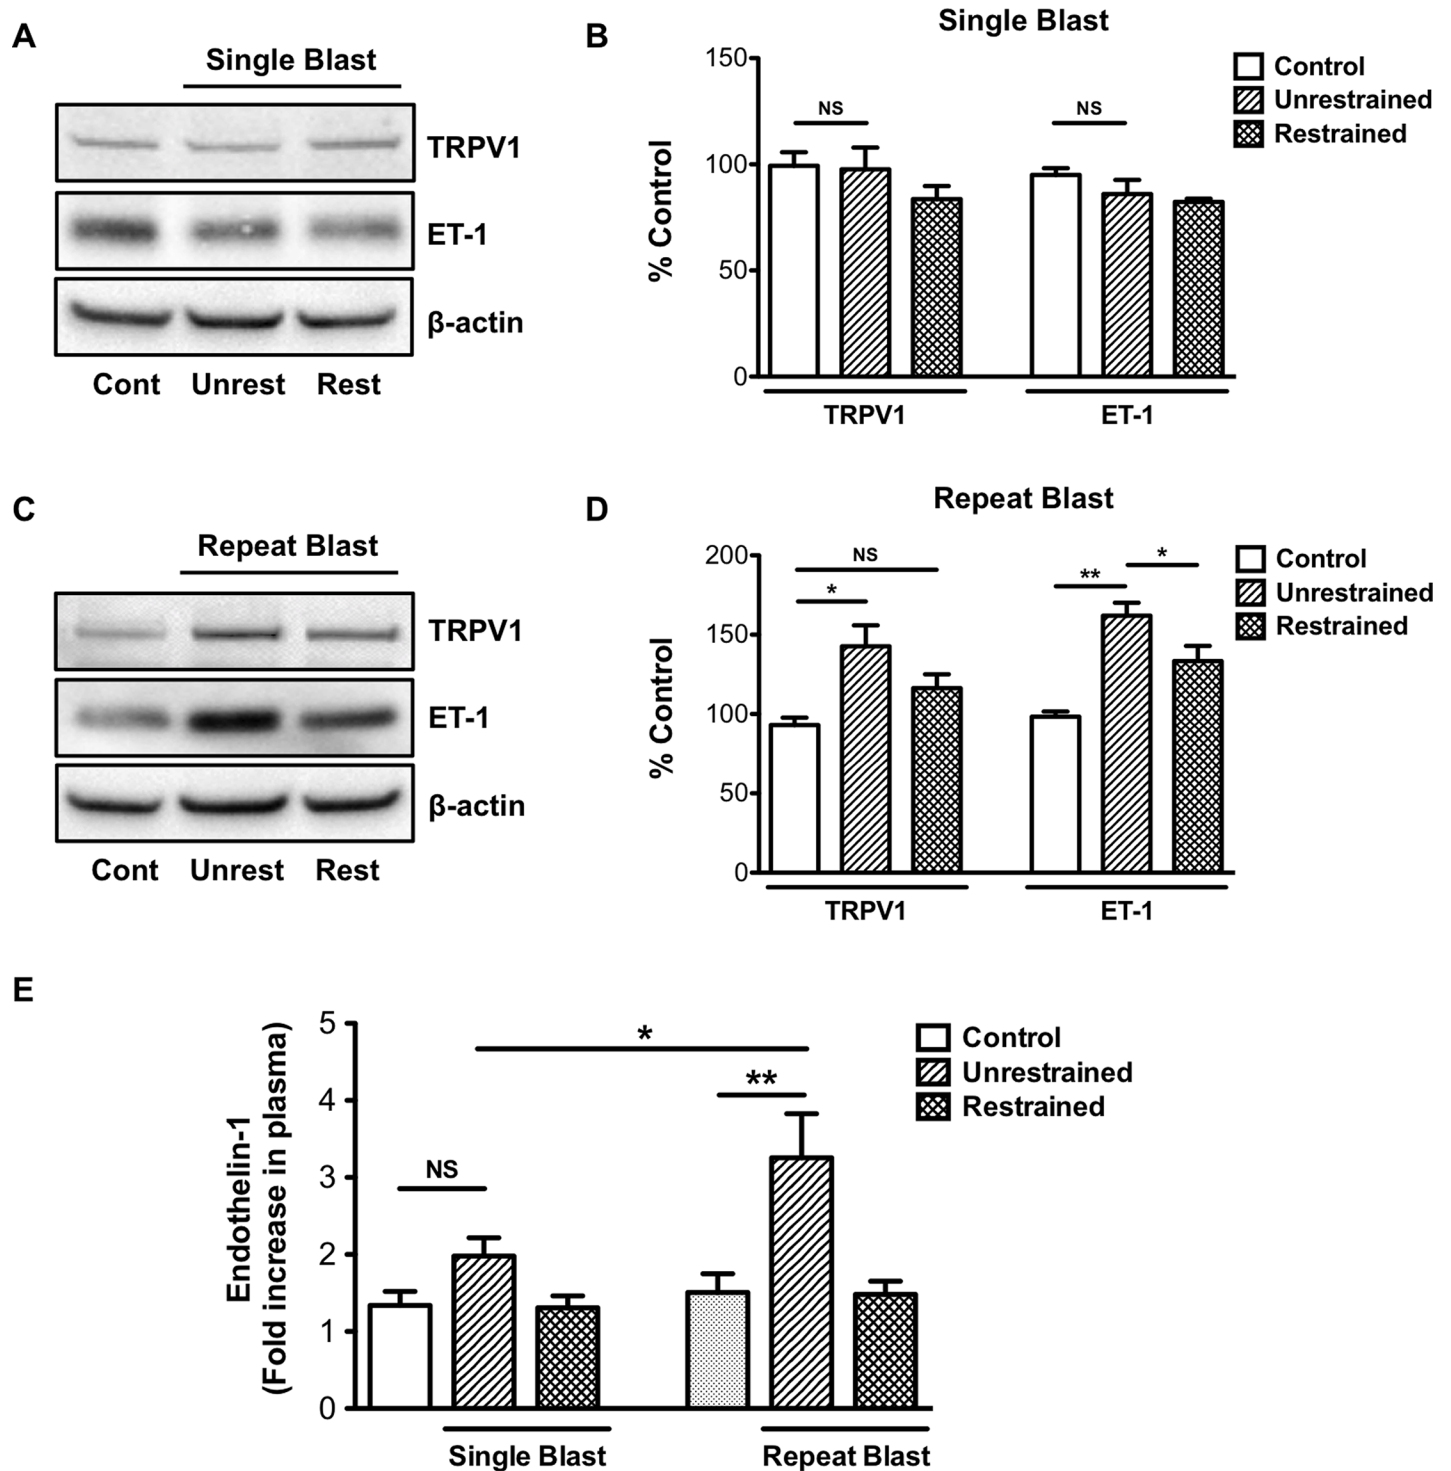 A
Single Blast
TRPV1
ET-1
β-actin
Cont Unrest Rest
B
Single Blast
% Control
150
100
50
0
NS
NS
Control
Unrestrained
Restrained
TRPV1
ET-1
C
Repeat Blast
TRPV1
ET-1
β-actin
Cont Unrest Rest
D
Repeat Blast
% Control
200
150
100
50
0
NS
*
**
*
Control
Unrestrained
Restrained
TRPV1
ET-1
E
Endothelin-1
(Fold increase in plasma)
5
4
3
2
1
0
NS
*
**
Control
Unrestrained
Restrained
Single Blast
Repeat Blast